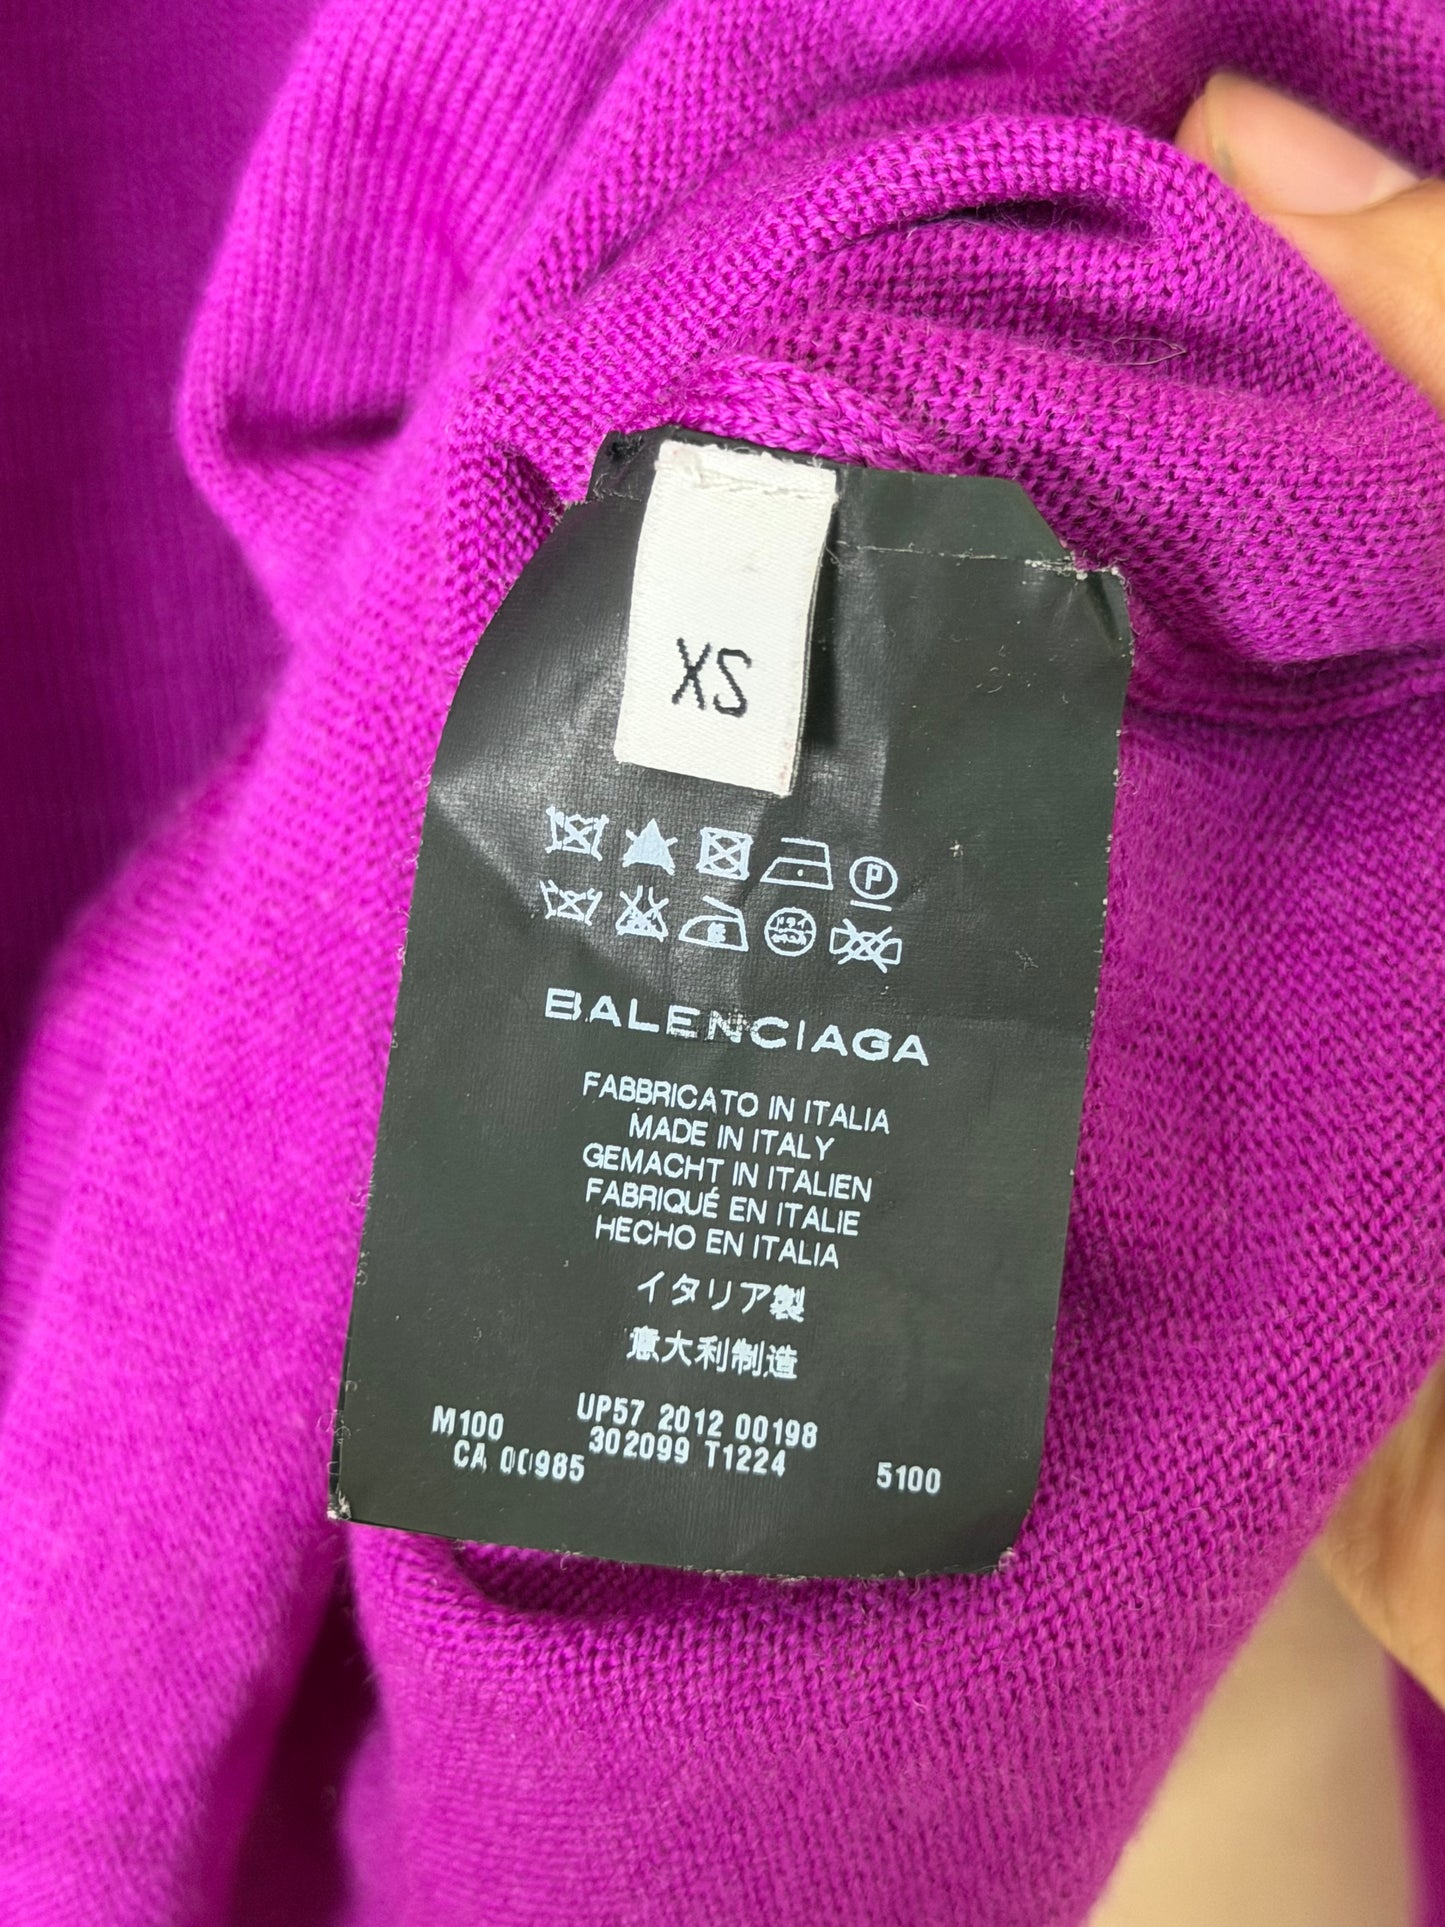 XS
P
BALENCIAGA
FABBRICATO IN ITALIA
MADE IN ITALY
GEMACHT IN ITALIEN
FABRIQUÉ EN ITALIE
HECHO EN ITALIA
イタリア製
意大利制造
M100 UP57 2012 00198
CA 00985 302099 T1224 5100